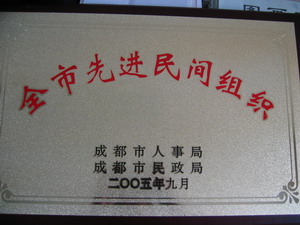 全市先进民间组织
成都市人事局
成都市民政局
二〇〇五年九月